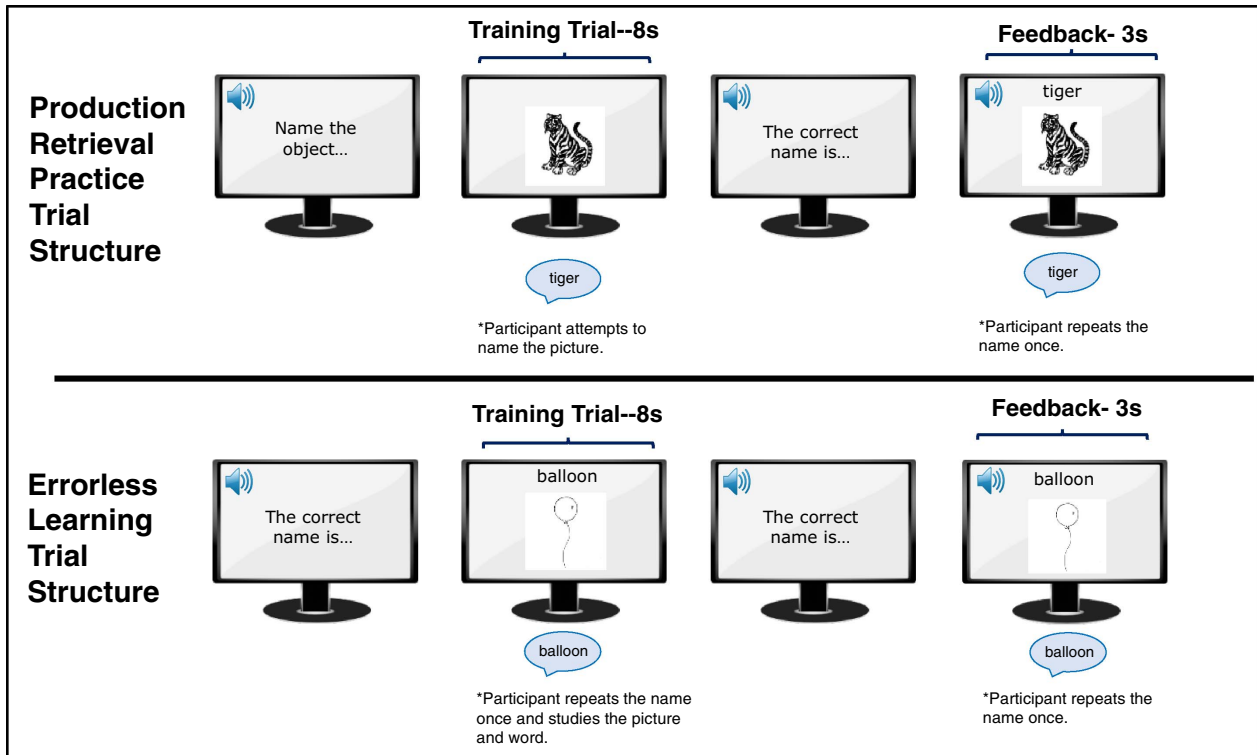 Production
Retrieval
Practice
Trial
Structure
Training Trial--8s
Feedback- 3s
Name the
object...
The correct
name is...
tiger
tiger
tiger
*Participant attempts to
name the picture.
*Participant repeats the
name once.
Errorless
Learning
Trial
Structure
Training Trial--8s
Feedback- 3s
The correct
name is...
balloon
The correct
name is...
balloon
balloon
balloon
*Participant repeats the name
once and studies the picture
and word.
*Participant repeats the
name once.